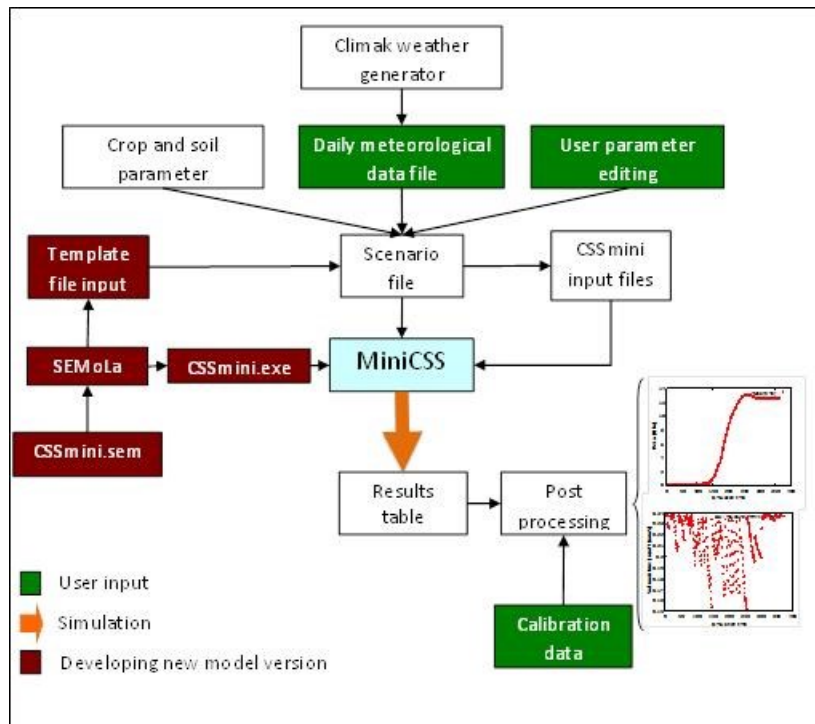 Climak weather
generator
Crop and soil
parameter
Daily meteorological
data file
User parameter
editing
Template
file input
Scenario
file
CSSmini
input files
SEMoLa
CSSmini.exe
MiniCSS
CSSmini.sem
Results
table
Post
processing
User input
Simulation
Developing new model version
Calibration
data